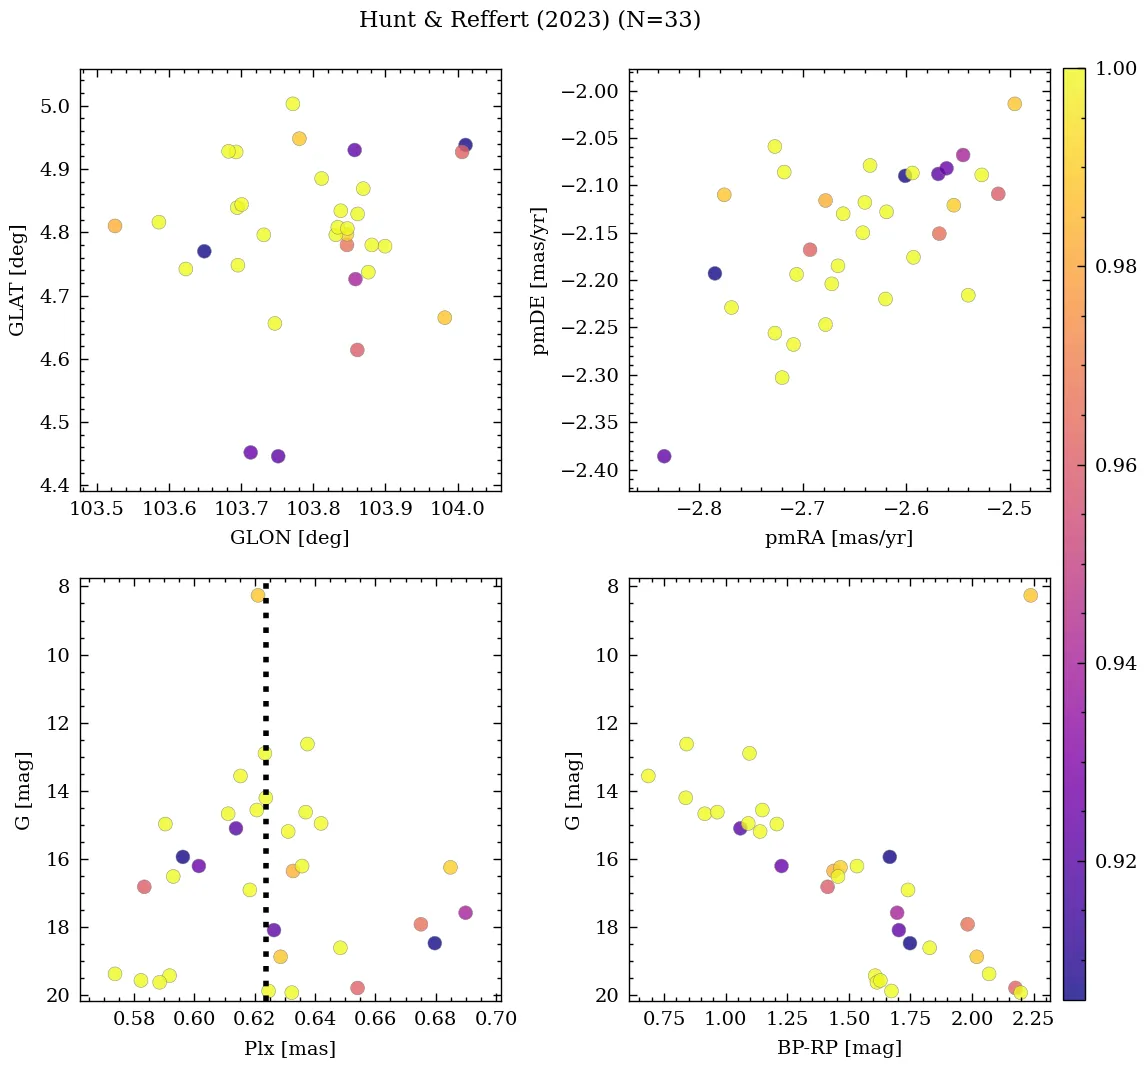 Hunt & Reffert (2023) (N=33)
5.0
4.9
4.8
4.7
4.6
4.5
4.4
GLAT [deg]
103.5 103.6 103.7 103.8 103.9 104.0
GLON [deg]
−2.00
−2.05
−2.10
−2.15
−2.20
−2.25
−2.30
−2.35
−2.40
pmDE [mas/yr]
−2.8 −2.7 −2.6 −2.5
pmRA [mas/yr]
8
10
12
14
16
18
20
G [mag]
0.58 0.60 0.62 0.64 0.66 0.68 0.70
Plx [mas]
8
10
12
14
16
18
20
G [mag]
0.75 1.00 1.25 1.50 1.75 2.00 2.25
BP-RP [mag]
1.00
0.98
0.96
0.94
0.92